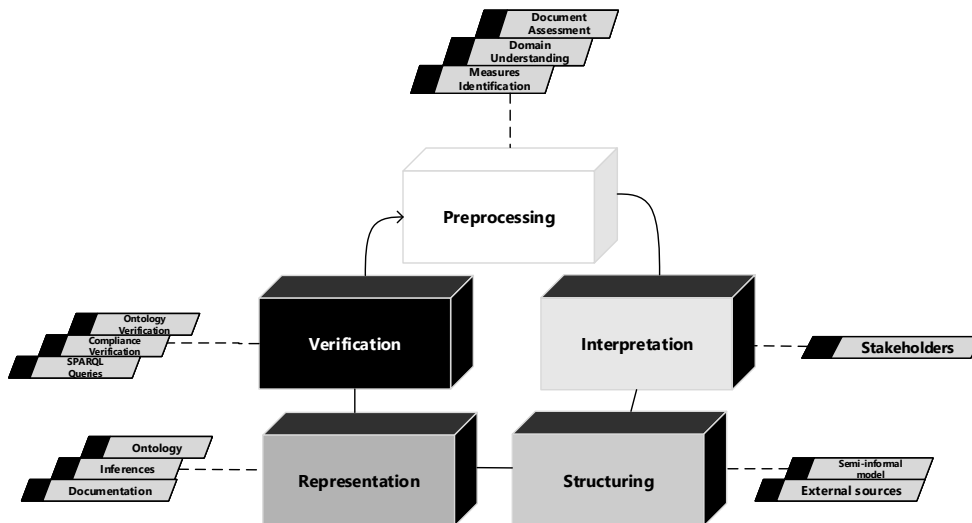 Document
Assessment
Domain
Understanding
Measures
Identification
Preprocessing
Ontology
Verification
Compliance
Verification
SPARQL
Queries
Verification
Interpretation
Stakeholders
Ontology
Inferences
Documentation
Representation
Structuring
Semi-informal
model
External sources